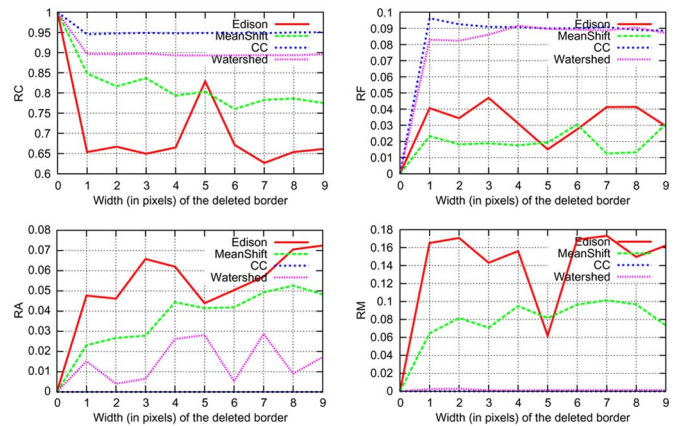 1
0.95
0.9
0.85
0.8
0.75
0.7
0.65
0.6
RC
Edison
MeanShift
CC
Watershed
0 1 2 3 4 5 6 7 8 9
Width (in pixels) of the deleted border
0.1
0.09
0.08
0.07
0.06
0.05
0.04
0.03
0.02
0.01
0
RF
Edison
MeanShift
CC
Watershed
0 1 2 3 4 5 6 7 8 9
Width (in pixels) of the deleted border
0.08
0.07
0.06
0.05
0.04
0.03
0.02
0.01
0
RA
Edison
MeanShift
CC
Watershed
0 1 2 3 4 5 6 7 8 9
Width (in pixels) of the deleted border
0.18
0.16
0.14
0.12
0.1
0.08
0.06
0.04
0.02
0
RM
Edison
MeanShift
CC
Watershed
0 1 2 3 4 5 6 7 8 9
Width (in pixels) of the deleted border